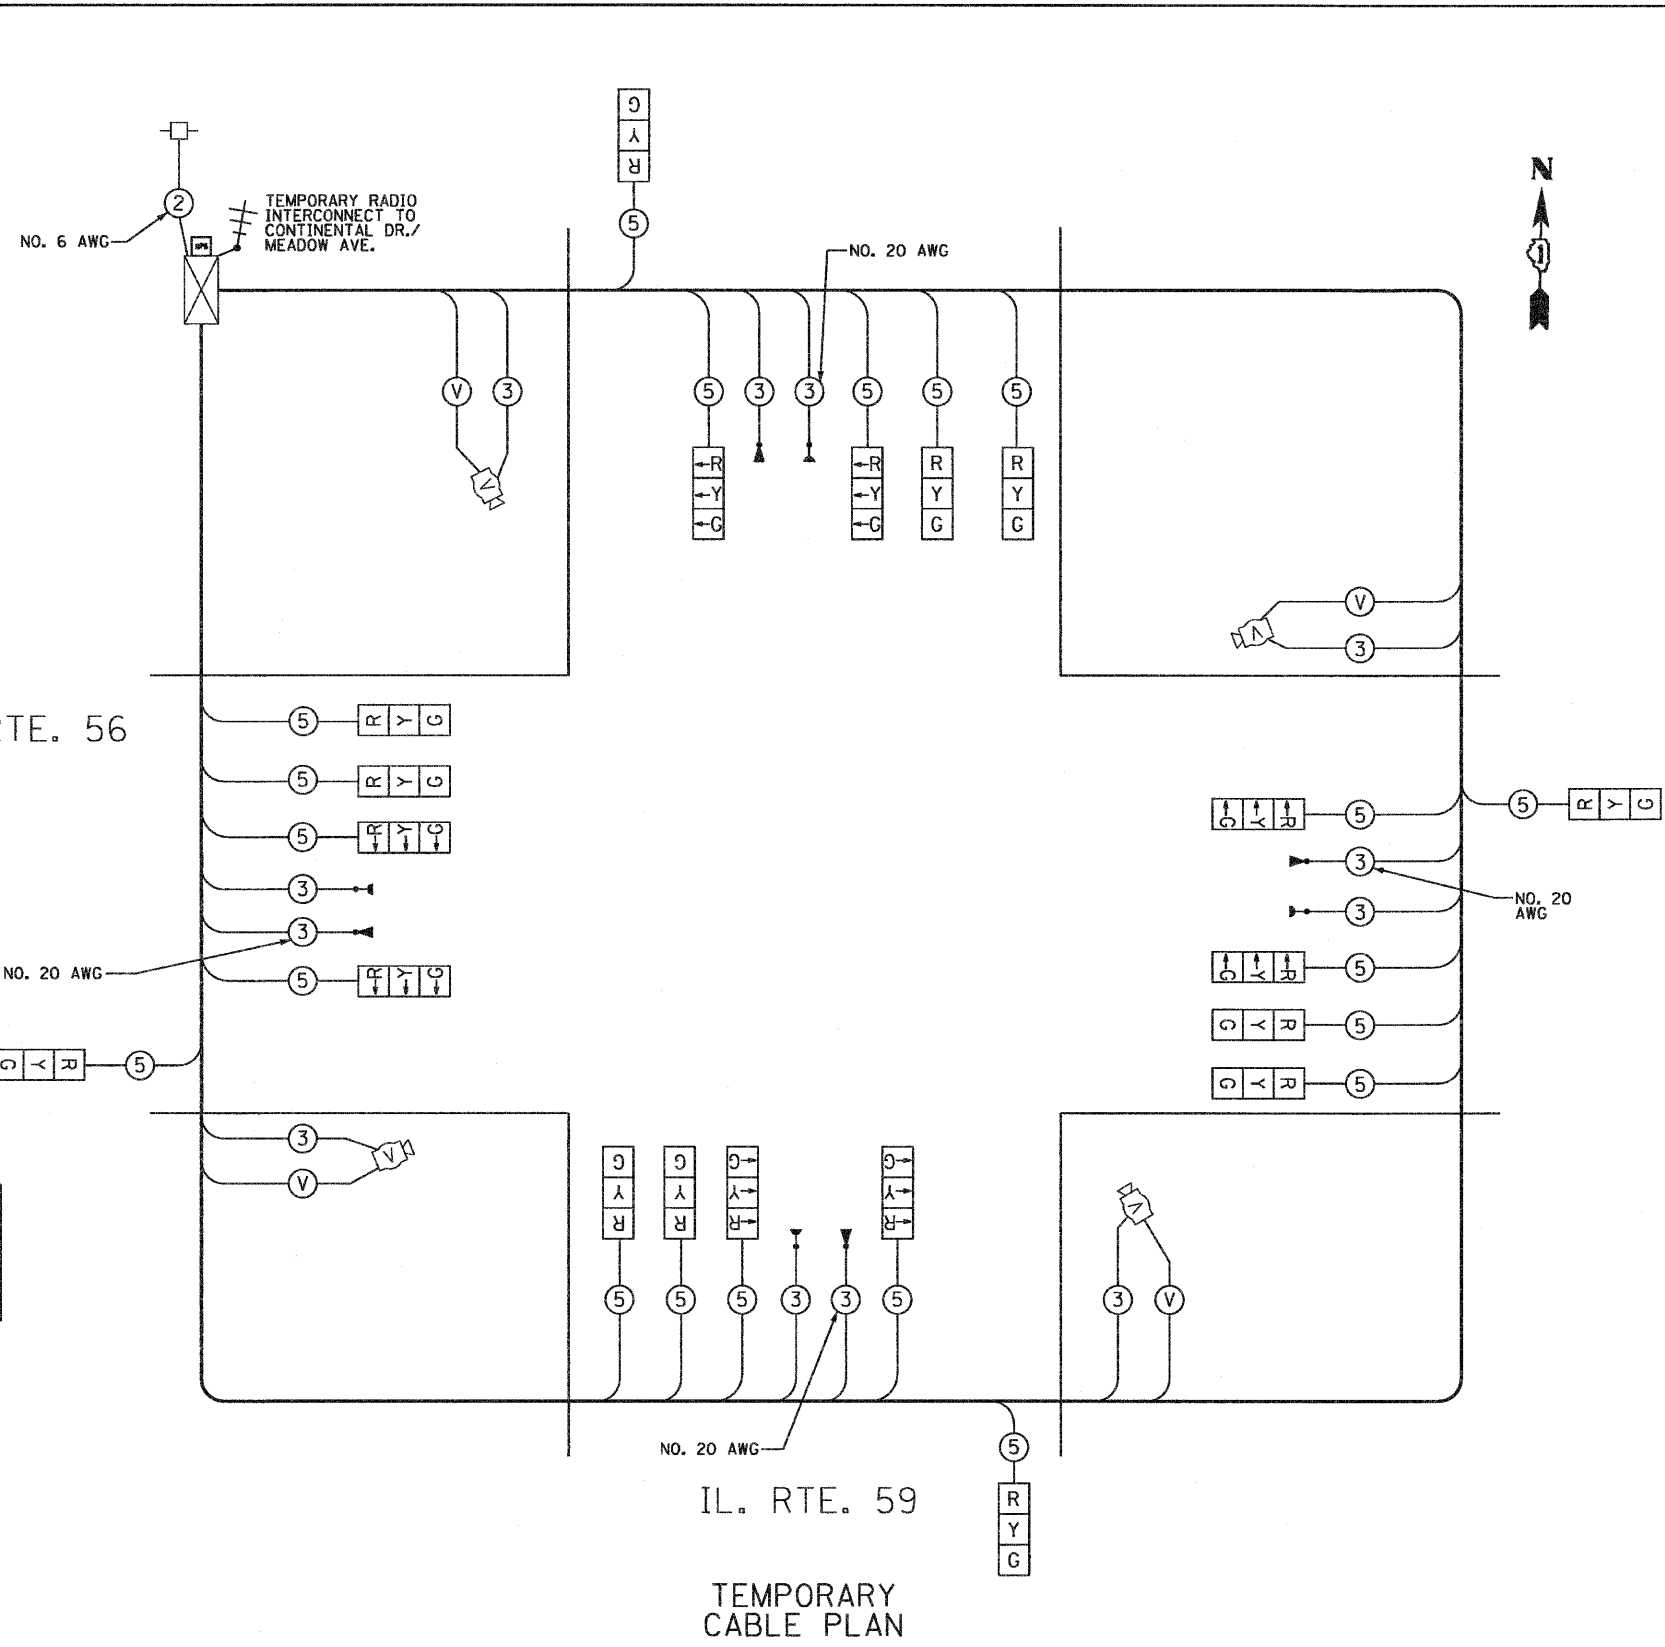 G
Y
R
5
2
TEMPORARY RADIO
INTERCONNECT TO
CONTINENTAL DR./
MEADOW AVE.
NO. 6 AWG
UPS
N
1
NO. 20 AWG
V 3 5 3 3 5 5 5
←R ←R R R
←Y ←Y Y Y
←G ←G G G
V
V
V
3
TE. 56
5 R Y G
5 R Y G
5 ←R ←Y ←G
3
3
NO. 20 AWG
5 ←R ←Y ←G
G Y R 5
←G ←Y ←R 5
5 R Y G
3
NO. 20
AWG
3
←G ←Y ←R 5
G Y R 5
G Y R 5
3
V
V
G G ←G ←G
Y Y ←Y ←Y
R R ←R ←R
V
5 5 5 3 3 5 3 V
NO. 20 AWG
5
R
Y
G
IL. RTE. 59
TEMPORARY
CABLE PLAN